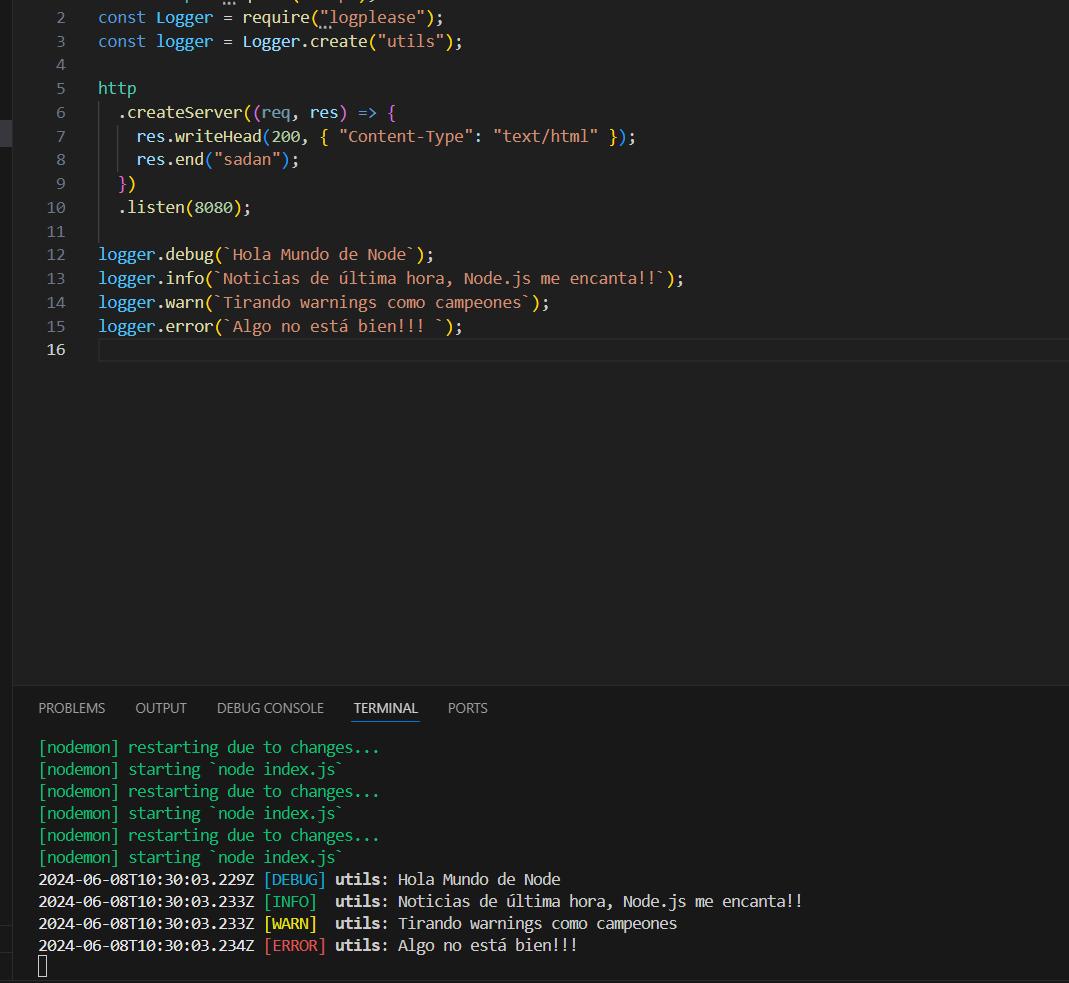 2 const Logger = require("logplease");
3 const logger = Logger.create("utils");
4
5 http
6 .createServer((req, res) => {
7 res.writeHead(200, { "Content-Type": "text/html" });
8 res.end("sadan");
9 })
10 .listen(8080);
11
12 logger.debug(`Hola Mundo de Node`);
13 logger.info(`Noticias de última hora, Node.js me encanta!!`);
14 logger.warn(`Tirando warnings como campeones`);
15 logger.error(`Algo no está bien!!! `);
16
PROBLEMS OUTPUT DEBUG CONSOLE TERMINAL PORTS
[nodemon] restarting due to changes...
[nodemon] starting `node index.js`
[nodemon] restarting due to changes...
[nodemon] starting `node index.js`
[nodemon] restarting due to changes...
[nodemon] starting `node index.js`
2024-06-08T10:30:03.229Z [DEBUG] utils: Hola Mundo de Node
2024-06-08T10:30:03.233Z [INFO]  utils: Noticias de última hora, Node.js me encanta!!
2024-06-08T10:30:03.233Z [WARN]  utils: Tirando warnings como campeones
2024-06-08T10:30:03.234Z [ERROR] utils: Algo no está bien!!!